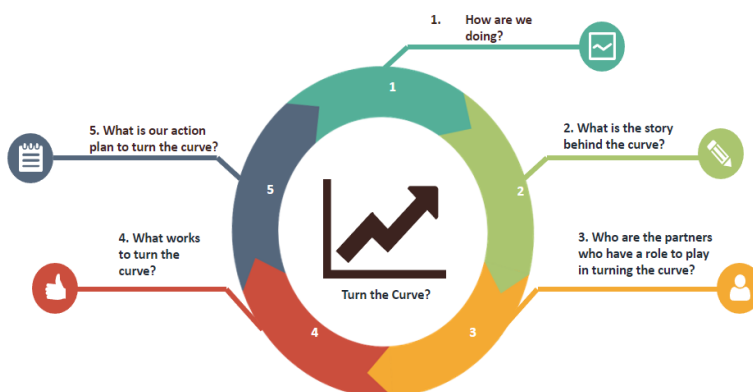 1. How are we
doing?
1
2. What is the story
behind the curve?
2
3. Who are the partners
who have a role to play
in turning the curve?
3
4. What works
to turn the
curve?
4
5. What is our action
plan to turn the curve?
5
Turn the Curve?